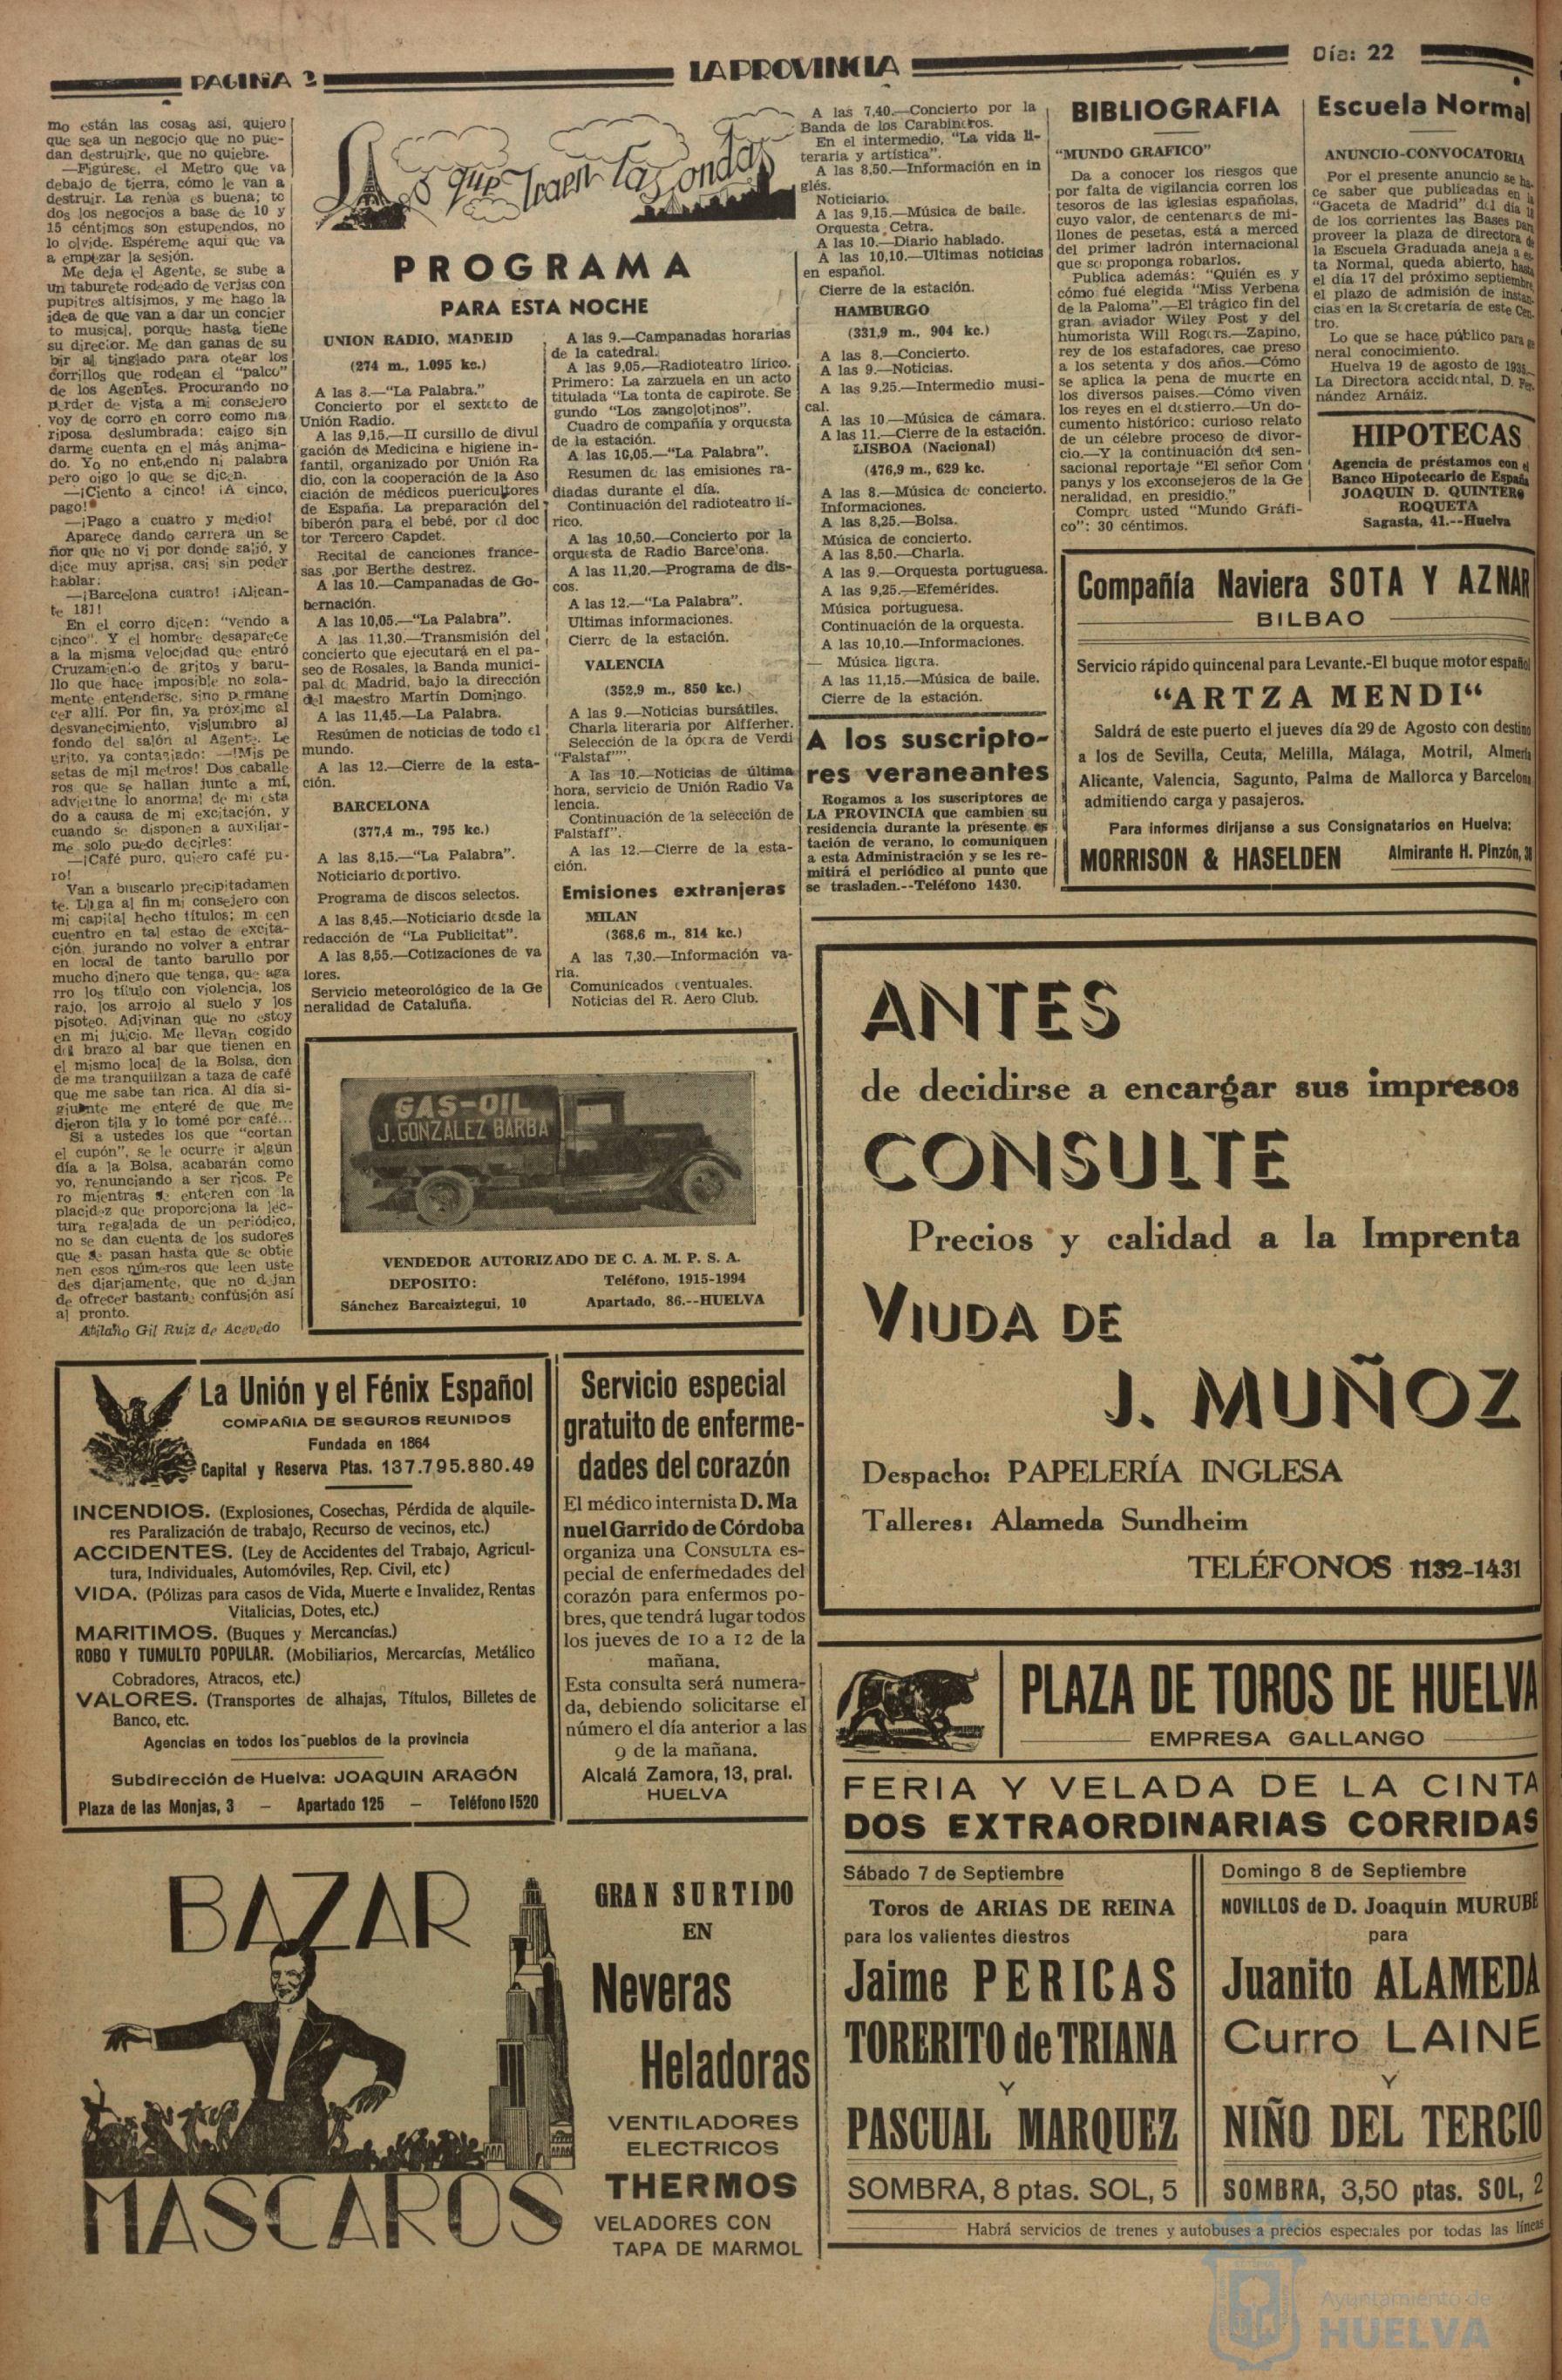 PAGINA 2
LA PROVINCIA
Día: 22
mo están las cosas así, quiero
que sea un negocio que no pue-
dan destruirle, que no quiebre.
—Figúrese, el Metro que va
debajo de tierra, cómo le van a
destruir. La renta es buena; to
dos los negocios a base de 10 y
15 céntimos son estupendos, no
lo olvide. Espéreme aquí que va
a empezar la sesión.
Me deja el Agente, se sube a
un taburete rodeado de verjas con
pupitres altísimos, y me hago la
idea de que van a dar un concier
to musical, porque hasta tiene
su director. Me dan ganas de su
bir al tinglado para otear los
corrillos que rodean el "palco"
de los Agentes. Procurando no
perder de vista a mi consejero
voy de corro en corro como ma
riposa deslumbrada; caigo sin
darme cuenta en el más anima-
do. Yo no entiendo ni palabra
pero oigo lo que se dicen.
—¡Ciento a cinco! ¡A cinco,
pago!
—¡Pago a cuatro y medio!
Aparece dando carrera un se
ñor que no vi por donde salió, y
dice muy aprisa, casi sin poder
hablar:
—¡Barcelona cuatro! ¡Alican-
te 18!!
En el corro dicen: "vendo a
cinco". Y el hombre desaparece
a la misma velocidad que entró
Cruzamiento de gritos y baru-
llo que hace imposible no sola-
mente entenderse, sino permane
cer allí. Por fin, ya próximo al
desvanecimiento, vislumbro al
fondo del salón al Agente. Le
grito, ya contagiado: —¡Mis pe
setas de mil metros! Dos caballe
ros que se hallan junto a mí,
advierten lo anormal de mi esta
do a causa de mi excitación, y
cuando se disponen a auxiliar-
me solo puedo decirles:
—¡Café puro, quiero café pu-
ro!
Van a buscarlo precipitadamen
te. Llega al fin mi consejero con
mi capital hecho títulos; m cen
cuentro en tal estao de excita-
ción, jurando no volver a entrar
en local de tanto barullo por
mucho dinero que tenga, que aga
rro los título con violencia, los
rajo, los arrojo al suelo y los
pisoteo. Adivinan que no estoy
en mi juicio. Me llevan cogido
del brazo al bar que tienen en
el mismo local de la Bolsa, don
de ma tranquilizan a taza de café
que me sabe tan rica. Al día si-
giuente me enteré de que me
dieron tila y lo tomé por café...
Si a ustedes los que "cortan
el cupón", se le ocurre ir algún
día a la Bolsa, acabarán como
yo, renunciando a ser ricos. Pe
ro mientras se enteren con la
placidez que proporciona la lec-
tura regalada de un periódico,
no se dan cuenta de los sudores
que se pasan hasta que se obtie
nen esos números que leen uste
des diariamente, que no dejan
de ofrecer bastante confusión así
al pronto.
Atilano Gil Ruiz de Acevedo
Lo que traen las ondas
PROGRAMA
PARA ESTA NOCHE
UNION RADIO, MADRID
(274 m., 1.095 kc.)
A las 8.—"La Palabra."
Concierto por el sexteto de
Unión Radio.
A las 9,15.—II cursillo de divul
gación de Medicina e higiene in-
fantil, organizado por Unión Ra
dio, con la cooperación de la Aso
ciación de médicos puericultores
de España. La preparación del
biberón para el bebé, por el doc
tor Tercero Capdet.
Recital de canciones france-
sas por Berthe destrez.
A las 10.—Campanadas de Go-
bernación.
A las 10,05.—"La Palabra".
A las 11,30.—Transmisión del
concierto que ejecutará en el pa-
seo de Rosales, la Banda munici-
pal de Madrid, bajo la dirección
del maestro Martín Domingo.
A las 11,45.—La Palabra.
Resúmen de noticias de todo el
mundo.
A las 12.—Cierre de la esta-
ción.
BARCELONA
(377,4 m., 795 kc.)
A las 8,15.—"La Palabra".
Noticiario deportivo.
Programa de discos selectos.
A las 8,45.—Noticiario desde la
redacción de "La Publicitat".
A las 8,55.—Cotizaciones de va
lores.
Servicio meteorológico de la Ge
neralidad de Cataluña.
A las 9.—Campanadas horarias
de la catedral.
A las 9,05.—Radioteatro lírico.
Primero: La zarzuela en un acto
titulada "La tonta de capirote. Se
gundo "Los zangolotinos".
Cuadro de compañía y orquesta
de la estación.
A las 10,05.—"La Palabra".
Resumen de las emisiones ra-
diadas durante el día.
Continuación del radioteatro lí-
rico.
A las 10,50.—Concierto por la
orquesta de Radio Barcelona.
A las 11,20.—Programa de dis-
cos.
A las 12.—"La Palabra".
Ultimas informaciones.
Cierre de la estación.
VALENCIA
(352,9 m., 850 kc.)
A las 9.—Noticias bursátiles.
Charla literaria por Alfferher.
Selección de la ópera de Verdi
"Falstaf"".
A las 10.—Noticias de última
hora, servicio de Unión Radio Va
lencia.
Continuación de la selección de
Falstaff".
A las 12.—Cierre de la esta-
ción.
Emisiones extranjeras
MILAN
(368,6 m., 814 kc.)
A las 7,30.—Información va-
ria.
Comunicados eventuales.
Noticias del R. Aero Club.
A las 7,40.—Concierto por la
Banda de los Carabineros.
En el intermedio, "La vida li-
teraria y artística".
A las 8,50.—Información en in
glés.
Noticiario.
A las 9,15.—Música de baile.
Orquesta Cetra.
A las 10.—Diario hablado.
A las 10,10.—Ultimas noticias
en español.
Cierre de la estación.
HAMBURGO
(331,9 m., 904 kc.)
A las 8.—Concierto.
A las 9.—Noticias.
A las 9,25.—Intermedio musi-
cal.
A las 10.—Música de cámara.
A las 11.—Cierre de la estación.
LISBOA (Nacional)
(476,9 m., 629 kc.
A las 8.—Música de concierto.
Informaciones.
A las 8,25.—Bolsa.
Música de concierto.
A las 8,50.—Charla.
A las 9.—Orquesta portuguesa.
A las 9,25.—Efemérides.
Música portuguesa.
Continuación de la orquesta.
A las 10,10.—Informaciones.
— Música ligera.
A las 11,15.—Música de baile.
Cierre de la estación.
A los suscripto-
res veraneantes
Rogamos a los suscriptores de
LA PROVINCIA que cambien su
residencia durante la presente es
tación de verano, lo comuniquen
a esta Administración y se les re-
mitirá el periódico al punto que
se trasladen.--Teléfono 1430.
BIBLIOGRAFIA
"MUNDO GRAFICO"
Da a conocer los riesgos que
por falta de vigilancia corren los
tesoros de las iglesias españolas,
cuyo valor, de centenares de mi-
llones de pesetas, está a merced
del primer ladrón internacional
que se proponga robarlos.
Publica además: "Quién es y
cómo fué elegida "Miss Verbena
de la Paloma".—El trágico fin del
gran aviador Wiley Post y del
humorista Will Rogers.—Zapino,
rey de los estafadores, cae preso
a los setenta y dos años.—Cómo
se aplica la pena de muerte en
los diversos países.—Cómo viven
los reyes en el destierro.—Un do-
cumento histórico: curioso relato
de un célebre proceso de divor-
cio.—Y la continuación del sen-
sacional reportaje "El señor Com
panys y los exconsejeros de la Ge
neralidad, en presidio."
Compre usted "Mundo Gráfi-
co": 30 céntimos.
Escuela Normal
ANUNCIO-CONVOCATORIA
Por el presente anuncio se ha-
ce saber que publicadas en la
"Gaceta de Madrid" del día 18
de los corrientes las Bases para
proveer la plaza de directora de
la Escuela Graduada aneja a es-
ta Normal, queda abierto, hasta
el día 17 del próximo septiembre,
el plazo de admisión de instan-
cias en la Secretaría de este Cen-
tro.
Lo que se hace público para ge
neral conocimiento.
Huelva 19 de agosto de 1935.—
La Directora accidental, D. Fer-
nández Arnáiz.
HIPOTECAS
Agencia de préstamos con el
Banco Hipotecario de España
JOAQUIN D. QUINTERO
ROQUETA
Sagasta, 41.--Huelva
Compañía Naviera SOTA Y AZNAR
BILBAO
Servicio rápido quincenal para Levante.-El buque motor español
"ARTZA MENDI"
Saldrá de este puerto el jueves día 29 de Agosto con destino
a los de Sevilla, Ceuta, Melilla, Málaga, Motril, Almería
Alicante, Valencia, Sagunto, Palma de Mallorca y Barcelona
admitiendo carga y pasajeros.
Para informes dirijanse a sus Consignatarios en Huelva:
MORRISON & HASELDEN Almirante H. Pinzón,
GAS-OIL
J. GONZALEZ BARBA
VENDEDOR AUTORIZADO DE C. A. M. P. S. A.
DEPOSITO: Teléfono, 1915-1994
Sánchez Barcaiztegui, 10 Apartado, 86.--HUELVA
ANTES
de decidirse a encargar sus impresos
CONSULTE
Precios y calidad a la Imprenta
VIUDA DE
J. MUÑOZ
Despacho: PAPELERÍA INGLESA
Talleres: Alameda Sundheim
TELÉFONOS 1132-1431
La Unión y el Fénix Español
COMPAÑIA DE SEGUROS REUNIDOS
Fundada en 1864
Capital y Reserva Ptas. 137.795.880.49
INCENDIOS. (Explosiones, Cosechas, Pérdida de alquile-
res Paralización de trabajo, Recurso de vecinos, etc.)
ACCIDENTES. (Ley de Accidentes del Trabajo, Agricul-
tura, Individuales, Automóviles, Rep. Civil, etc)
VIDA. (Pólizas para casos de Vida, Muerte e Invalidez, Rentas
Vitalicias, Dotes, etc.)
MARITIMOS. (Buques y Mercancías.)
ROBO Y TUMULTO POPULAR. (Mobiliarios, Mercarcías, Metálico
Cobradores, Atracos, etc.)
VALORES. (Transportes de alhajas, Títulos, Billetes de
Banco, etc.
Agencias en todos los pueblos de la provincia
Subdirección de Huelva: JOAQUIN ARAGÓN
Plaza de las Monjas, 3 — Apartado 125 — Teléfono 1520
Servicio especial
gratuito de enferme-
dades del corazón
El médico internista D. Ma
nuel Garrido de Córdoba
organiza una CONSULTA es-
pecial de enfermedades del
corazón para enfermos po-
bres, que tendrá lugar todos
los jueves de 10 a 12 de la
mañana.
Esta consulta será numera-
da, debiendo solicitarse el
número el día anterior a las
9 de la mañana.
Alcalá Zamora, 13, pral.
HUELVA
BAZAR
MASCAROS
GRAN SURTIDO
EN
Neveras
Heladoras
VENTILADORES
ELECTRICOS
THERMOS
VELADORES CON
TAPA DE MARMOL
PLAZA DE TOROS DE HUELVA
EMPRESA GALLANGO
FERIA Y VELADA DE LA CINTA
DOS EXTRAORDINARIAS CORRIDAS
Sábado 7 de Septiembre
Toros de ARIAS DE REINA
para los valientes diestros
Jaime PERICAS
TORERITO de TRIANA
Y
PASCUAL MARQUEZ
SOMBRA, 8 ptas. SOL, 5
Domingo 8 de Septiembre
NOVILLOS de D. Joaquín MURUBE
para
Juanito ALAMEDA
Curro LAINE
Y
NIÑO DEL TERCIO
SOMBRA, 3,50 ptas. SOL, 2
Habrá servicios de trenes y autobuses a precios especiales por todas las líneas
Ayuntamiento de
HUELVA